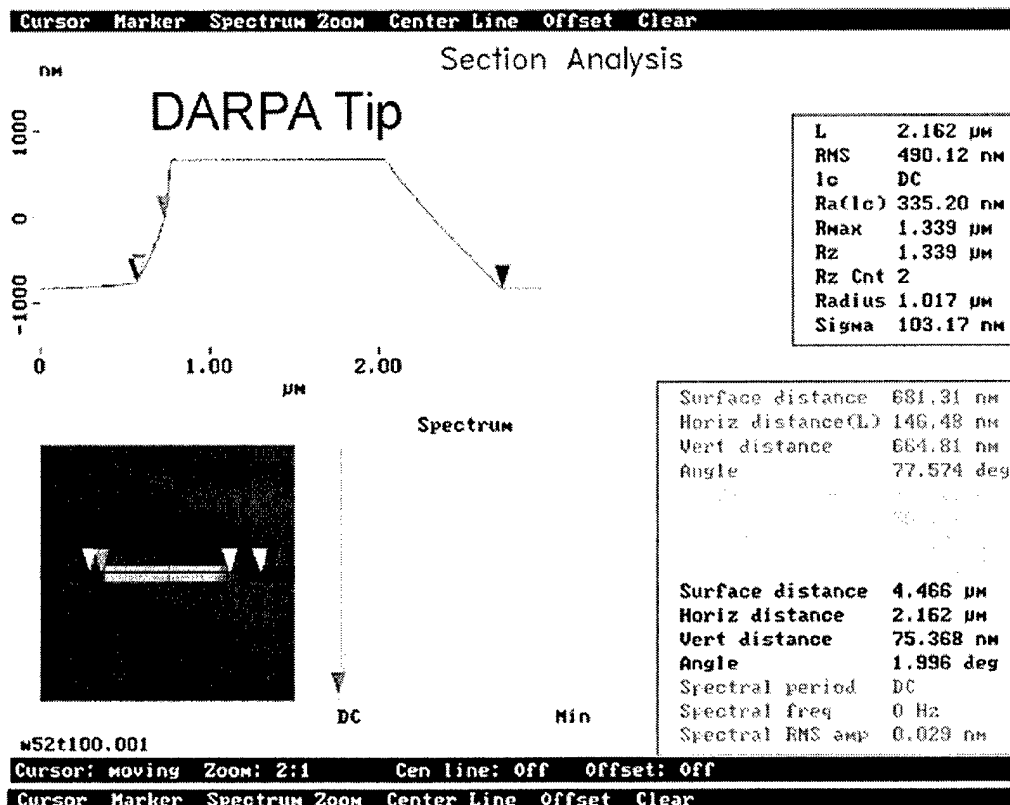 Cursor Marker Spectrum Zoom Center Line Offset Clear
Section Analysis
nm
DARPA Tip
1000
0
-1000
0 1.00 2.00
μm
L 2.162 μm
RMS 490.12 nm
lc DC
Ra(lc) 335.20 nm
Rmax 1.339 μm
Rz 1.339 μm
Rz Cnt 2
Radius 1.017 μm
Sigma 103.17 nm
Surface distance 681.31 nm
Horiz distance(L) 146.48 nm
Vert distance 664.81 nm
Angle 77.574 deg
Surface distance 4.466 μm
Horiz distance 2.162 μm
Vert distance 75.368 nm
Angle 1.996 deg
Spectral period DC
Spectral freq 0 Hz
Spectral RMS amp 0.029 nm
Spectrum
DC Min
w52t100.001
Cursor: moving Zoom: 2:1 Cen line: Off Offset: Off
Cursor Marker Spectrum Zoom Center Line Offset Clear